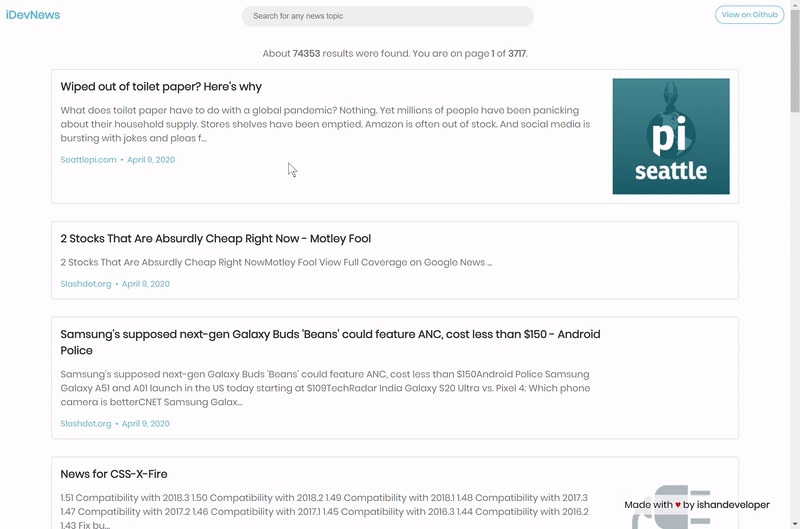 iDevNews
Search for any news topic
View on Github
About 74353 results were found. You are on page 1 of 3717.
Wiped out of toilet paper? Here's why
What does toilet paper have to do with a global pandemic? Nothing. Yet millions of people have been panicking
about their household supply. Stores shelves have been emptied. Amazon is often out of stock. And social media is
bursting with jokes and pleas f...
Seattlepi.com • April 9, 2020
pi
seattle
2 Stocks That Are Absurdly Cheap Right Now - Motley Fool
2 Stocks That Are Absurdly Cheap Right NowMotley Fool View Full Coverage on Google News ...
Slashdot.org • April 9, 2020
Samsung's supposed next-gen Galaxy Buds 'Beans' could feature ANC, cost less than $150 - Android
Police
Samsung's supposed next-gen Galaxy Buds 'Beans' could feature ANC, cost less than $150Android Police Samsung
Galaxy A51 and A01 launch in the US today starting at $109TechRadar India Galaxy S20 Ultra vs. Pixel 4: Which phone
camera is betterCNET Samsung Galax...
Slashdot.org • April 9, 2020
News for CSS-X-Fire
1.51 Compatibility with 2018.3 1.50 Compatibility with 2018.2 1.49 Compatibility with 2018.1 1.48 Compatibility with 2017.3
1.47 Compatibility with 2017.2 1.46 Compatibility with 2017.1 1.45 Compatibility with 2016.3 1.44 Compatibility with 2016.2
1.43 Fix bu...
Made with ♥ by ishandeveloper